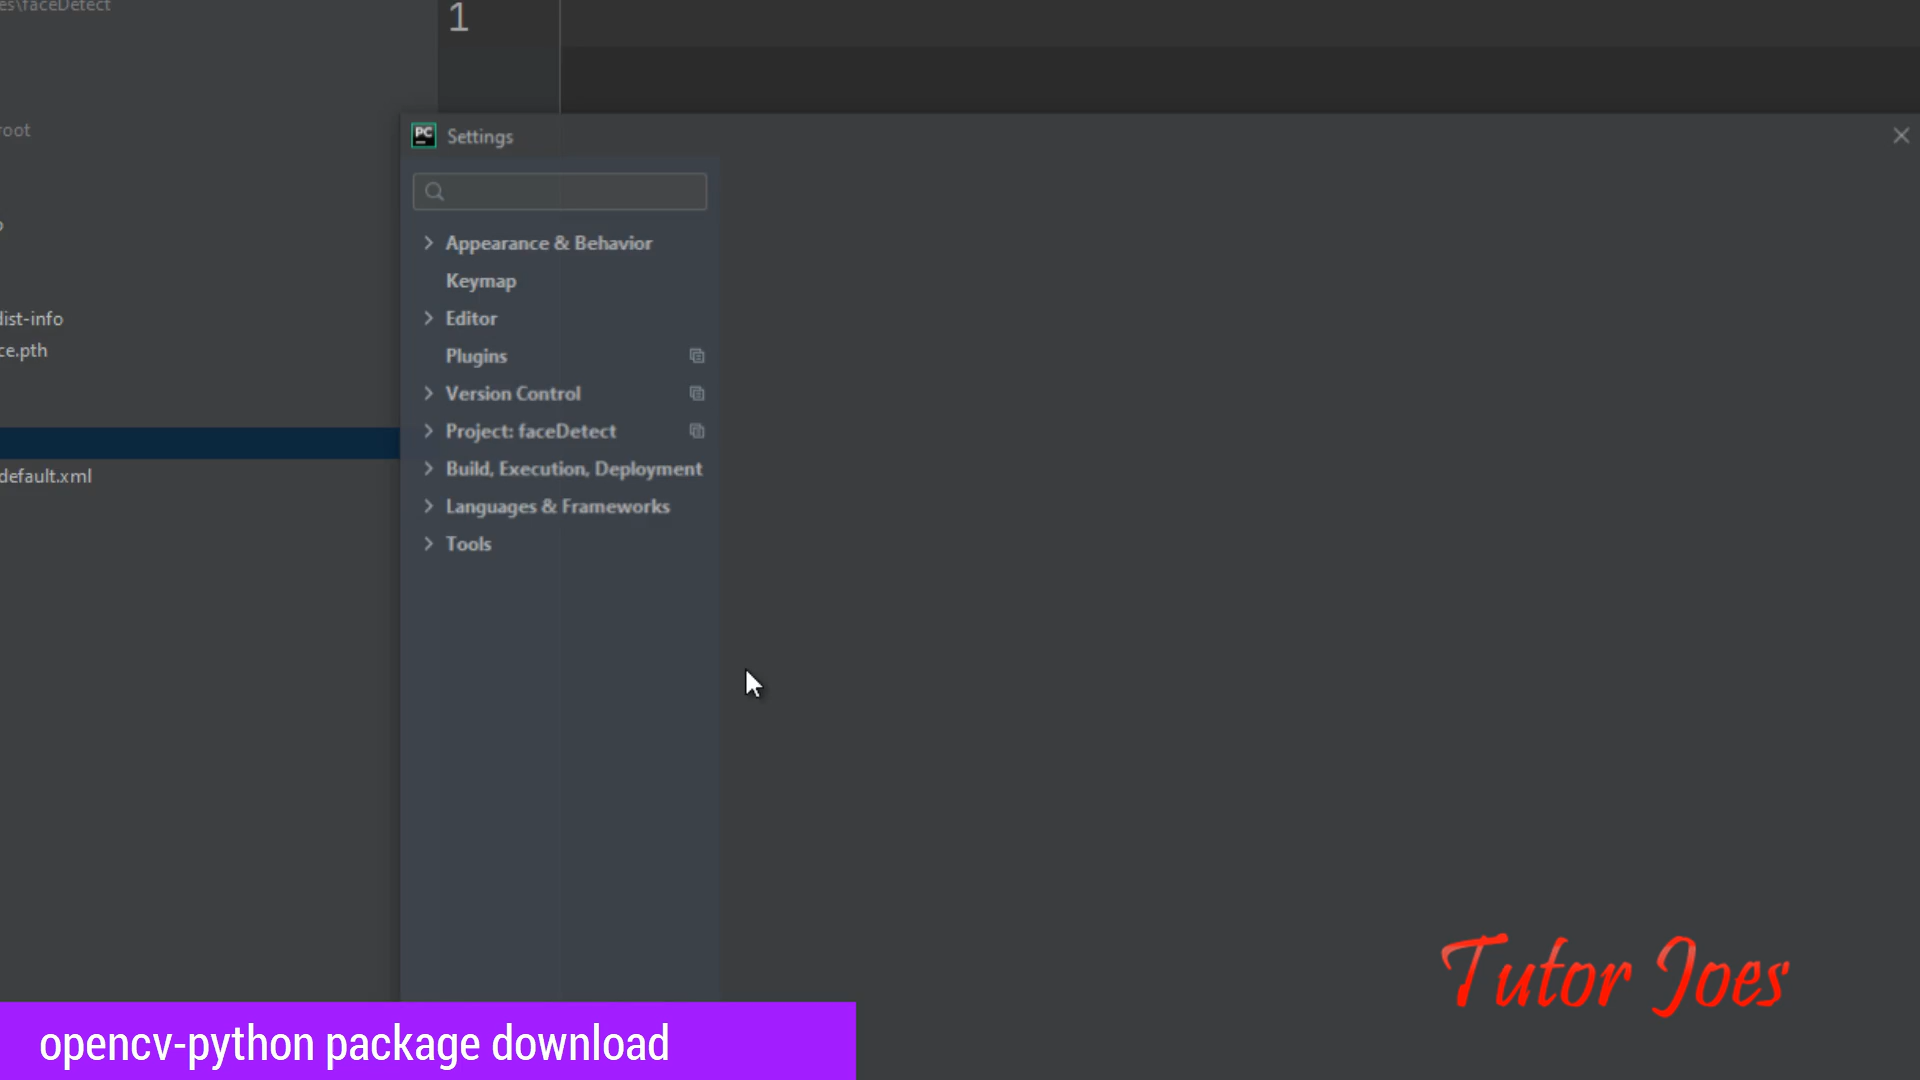 es\faceDetect
1
root
Settings
Appearance & Behavior
Keymap
Editor
dist-info
Plugins
ce.pth
Version Control
Project: faceDetect
Build, Execution, Deployment
default.xml
Languages & Frameworks
Tools
Tutor Joes
opencv-python package download